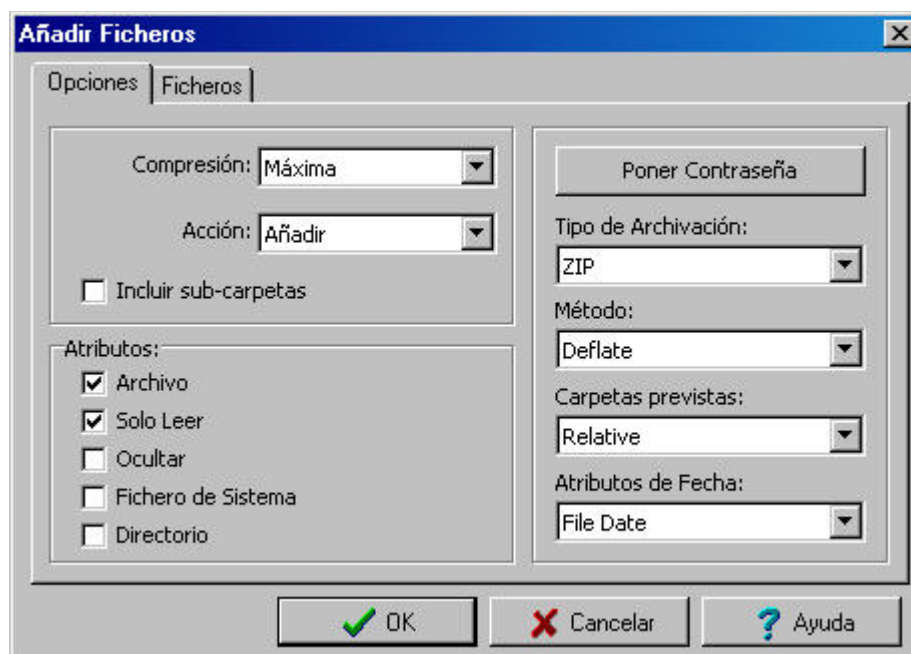 Añadir Ficheros
Opciones
Ficheros
Compresión: Máxima
Acción: Añadir
Incluir sub-carpetas
Atributos:
Archivo
Solo Leer
Ocultar
Fichero de Sistema
Directorio
Poner Contraseña
Tipo de Archivación:
ZIP
Método:
Deflate
Carpetas previstas:
Relative
Atributos de Fecha:
File Date
OK
Cancelar
Ayuda